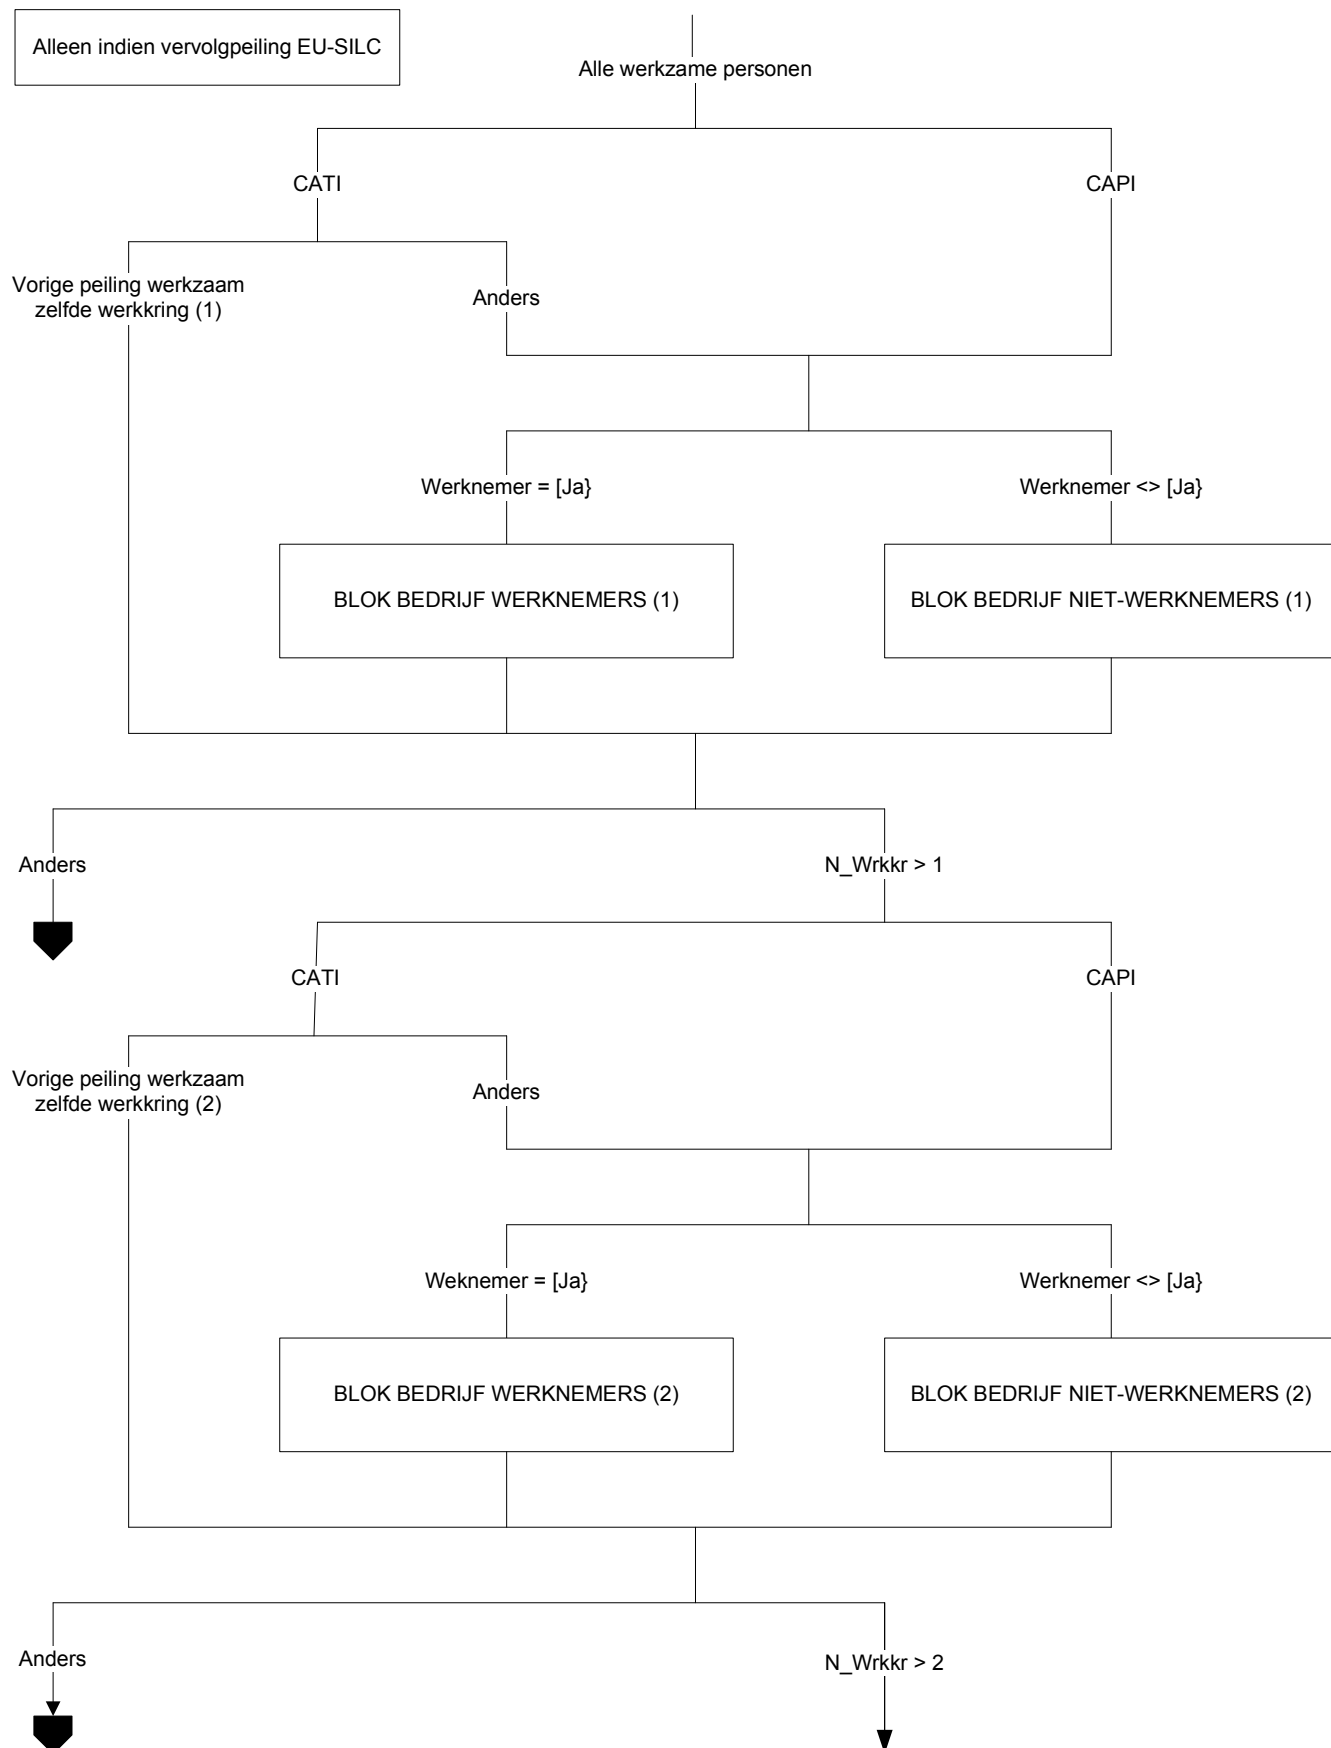 Alleen indien vervolgpeiling EU-SILC
Alle werkzame personen
CATI
CAPI
Vorige peiling werkzaam
zelfde werkkring (1)
Anders
Werknemer = [Ja}
Werknemer <> [Ja}
BLOK BEDRIJF WERKNEMERS (1)
BLOK BEDRIJF NIET-WERKNEMERS (1)
Anders
N_Wrkkr > 1
CATI
CAPI
Vorige peiling werkzaam
zelfde werkkring (2)
Anders
Weknemer = [Ja}
Werknemer <> [Ja}
BLOK BEDRIJF WERKNEMERS (2)
BLOK BEDRIJF NIET-WERKNEMERS (2)
Anders
N_Wrkkr > 2